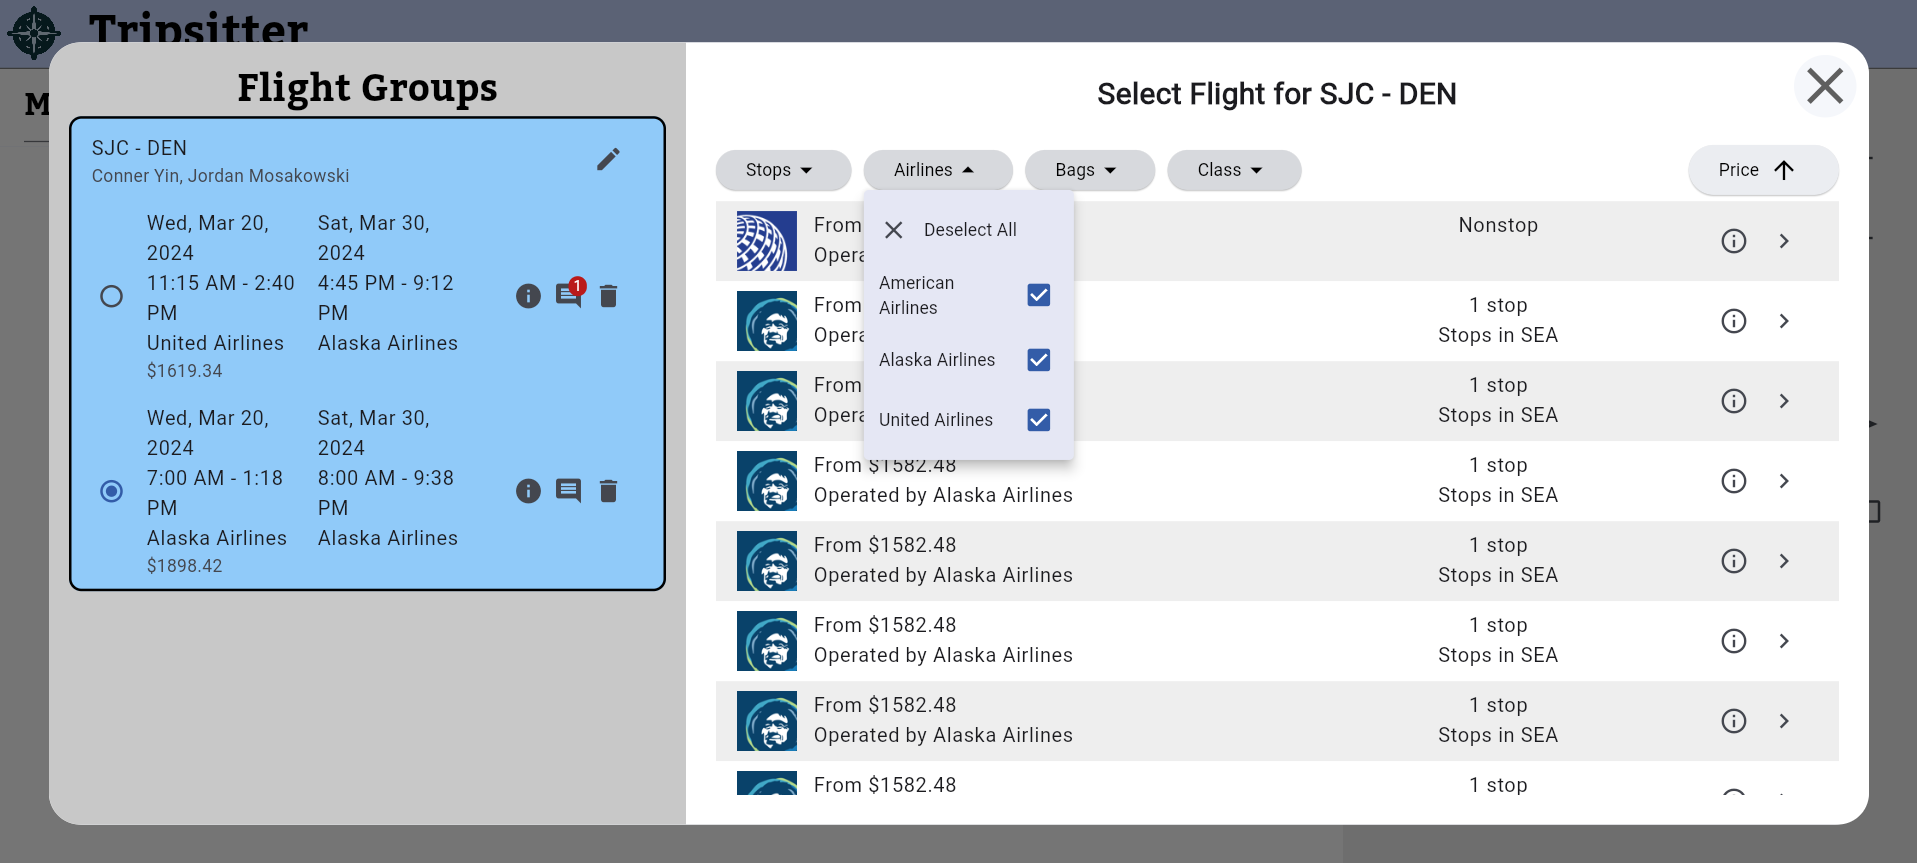 Tripsitter
M
Flight Groups
SJC - DEN
Conner Yin, Jordan Mosakowski
Wed, Mar 20,
2024
11:15 AM - 2:40
PM
United Airlines
$1619.34
Sat, Mar 30,
2024
4:45 PM - 9:12
PM
Alaska Airlines
1
Wed, Mar 20,
2024
7:00 AM - 1:18
PM
Alaska Airlines
$1898.42
Sat, Mar 30,
2024
8:00 AM - 9:38
PM
Alaska Airlines
Select Flight for SJC - DEN
Stops
Airlines
Bags
Class
Price
Deselect All
American
Airlines
Alaska Airlines
United Airlines
From
Opera
Nonstop
From
Opera
1 stop
Stops in SEA
From
Opera
1 stop
Stops in SEA
From $1582.48
Operated by Alaska Airlines
1 stop
Stops in SEA
From $1582.48
Operated by Alaska Airlines
1 stop
Stops in SEA
From $1582.48
Operated by Alaska Airlines
1 stop
Stops in SEA
From $1582.48
Operated by Alaska Airlines
1 stop
Stops in SEA
From $1582.48
1 stop